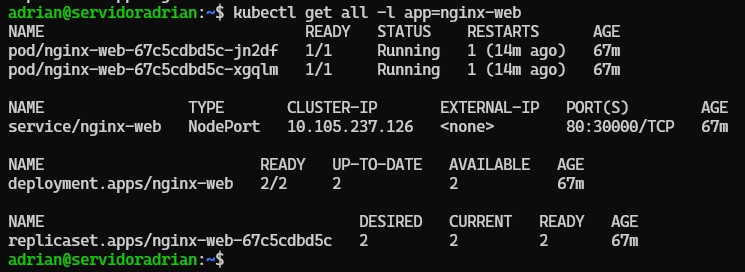 adrian@servidoradrian:~$ kubectl get all -l app=nginx-web
NAME                             READY   STATUS    RESTARTS      AGE
pod/nginx-web-67c5cdbd5c-jn2df   1/1     Running   1 (14m ago)   67m
pod/nginx-web-67c5cdbd5c-xgqlm   1/1     Running   1 (14m ago)   67m
NAME                TYPE       CLUSTER-IP       EXTERNAL-IP   PORT(S)        AGE
service/nginx-web   NodePort   10.105.237.126   <none>        80:30000/TCP   67m
NAME                        READY   UP-TO-DATE   AVAILABLE   AGE
deployment.apps/nginx-web   2/2     2            2           67m
NAME                                   DESIRED   CURRENT   READY   AGE
replicaset.apps/nginx-web-67c5cdbd5c   2         2         2       67m
adrian@servidoradrian:~$